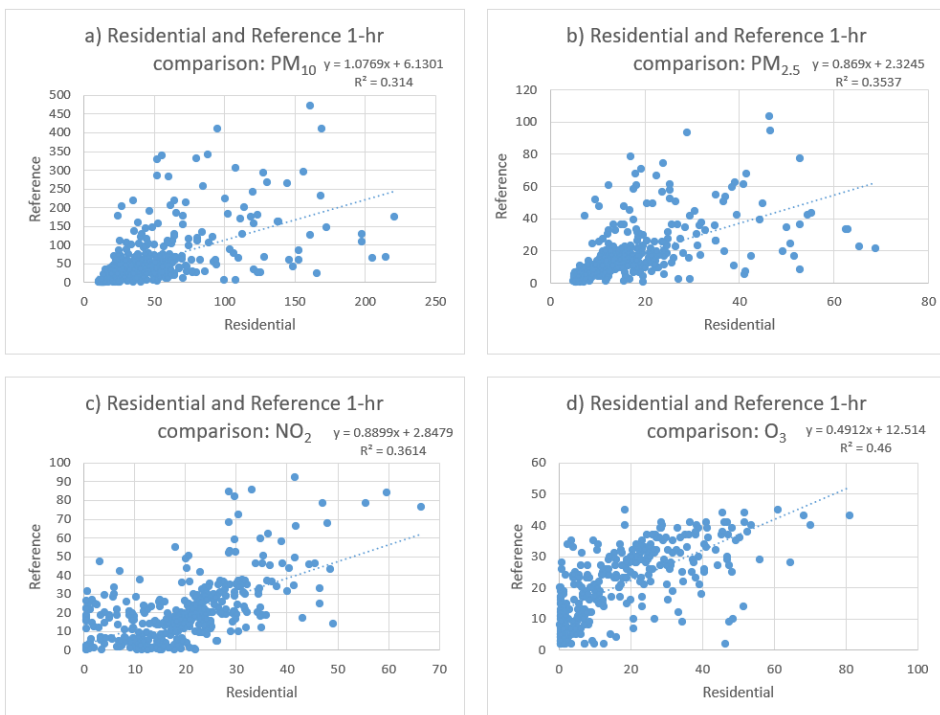 a) Residential and Reference 1-hr
comparison: PM₁₀ y = 1.0769x + 6.1301
R² = 0.314
500
450
400
350
300
250
200
150
100
50
0
Reference
0 50 100 150 200 250
Residential
b) Residential and Reference 1-hr
comparison: PM₂.₅ y = 0.869x + 2.3245
R² = 0.3537
120
100
80
60
40
20
0
Reference
0 20 40 60 80
Residential
c) Residential and Reference 1-hr
comparison: NO₂ y = 0.8899x + 2.8479
R² = 0.3614
100
90
80
70
60
50
40
30
20
10
0
Reference
0 10 20 30 40 50 60 70
Residential
d) Residential and Reference 1-hr
comparison: O₃ y = 0.4912x + 12.514
R² = 0.46
60
50
40
30
20
10
0
Reference
0 20 40 60 80 100
Residential